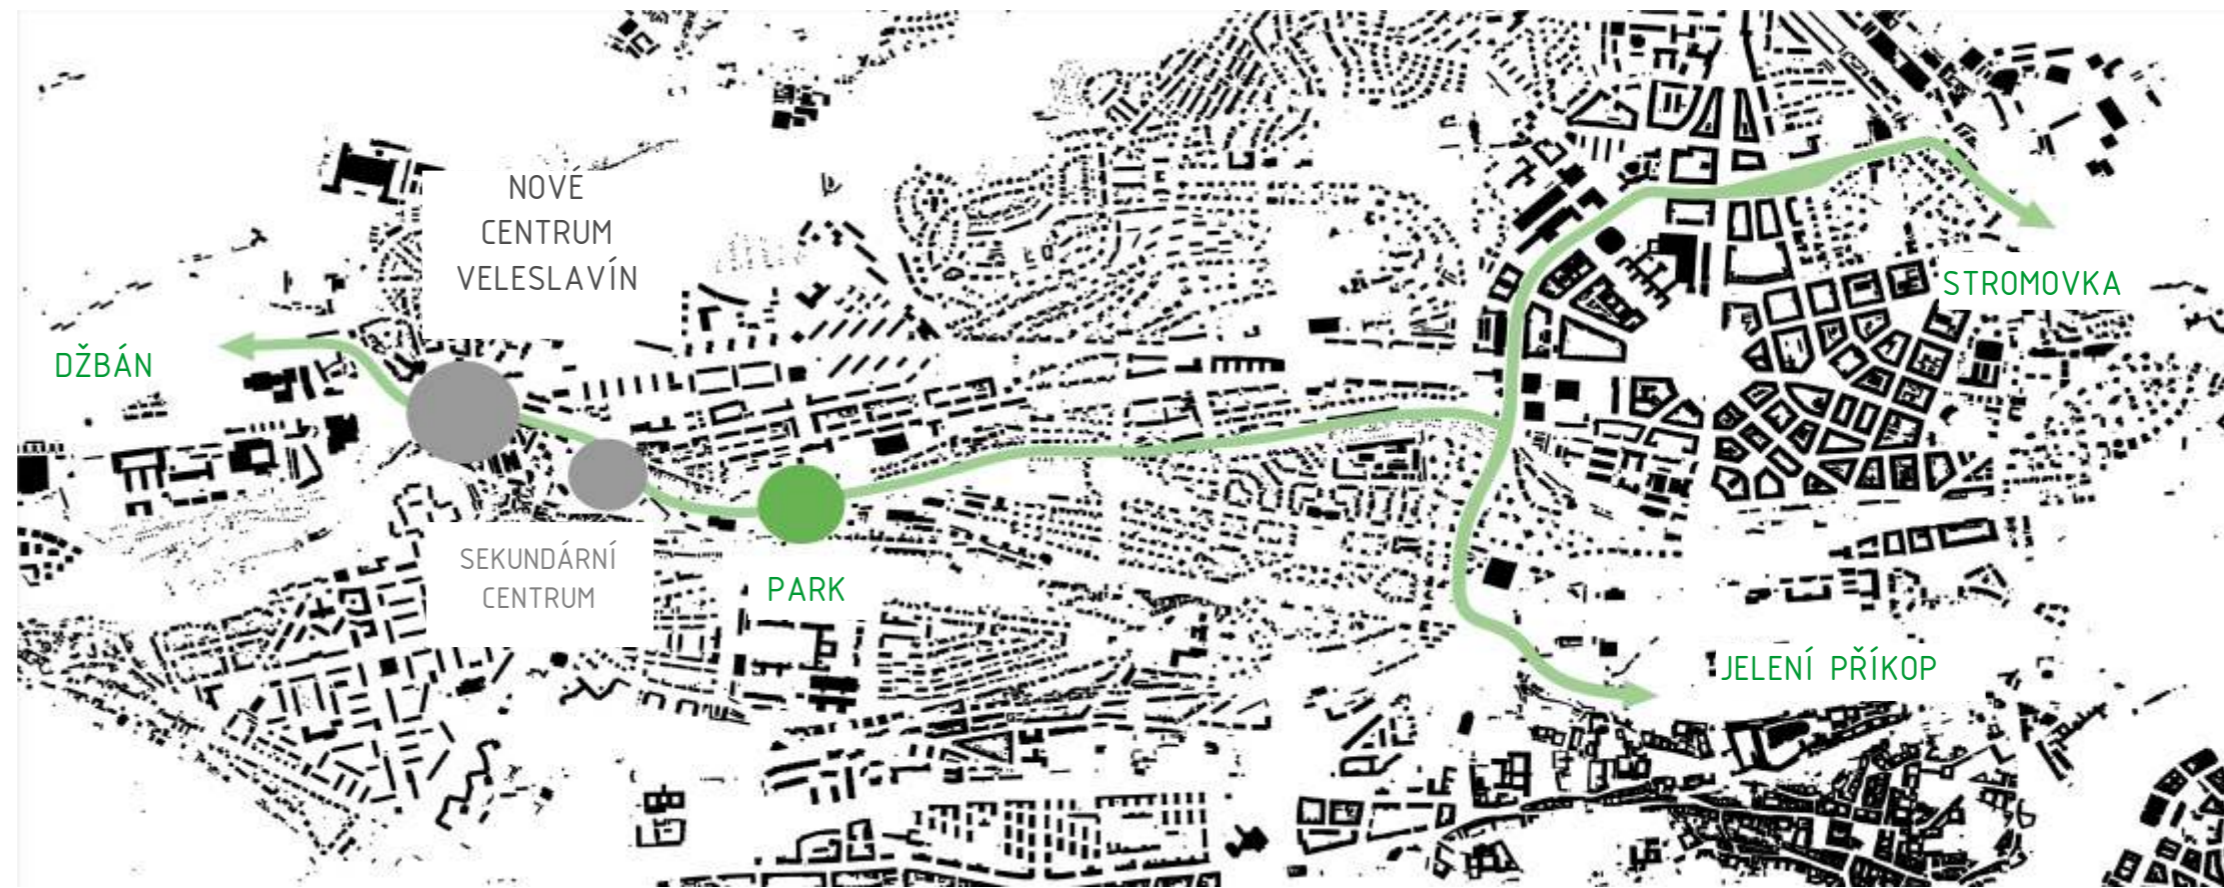 NOVÉ
CENTRUM
VELESLAVÍN
STROMOVKA
DŽBÁN
SEKUNDÁRNÍ
CENTRUM
PARK
JELENÍ PŘÍKOP